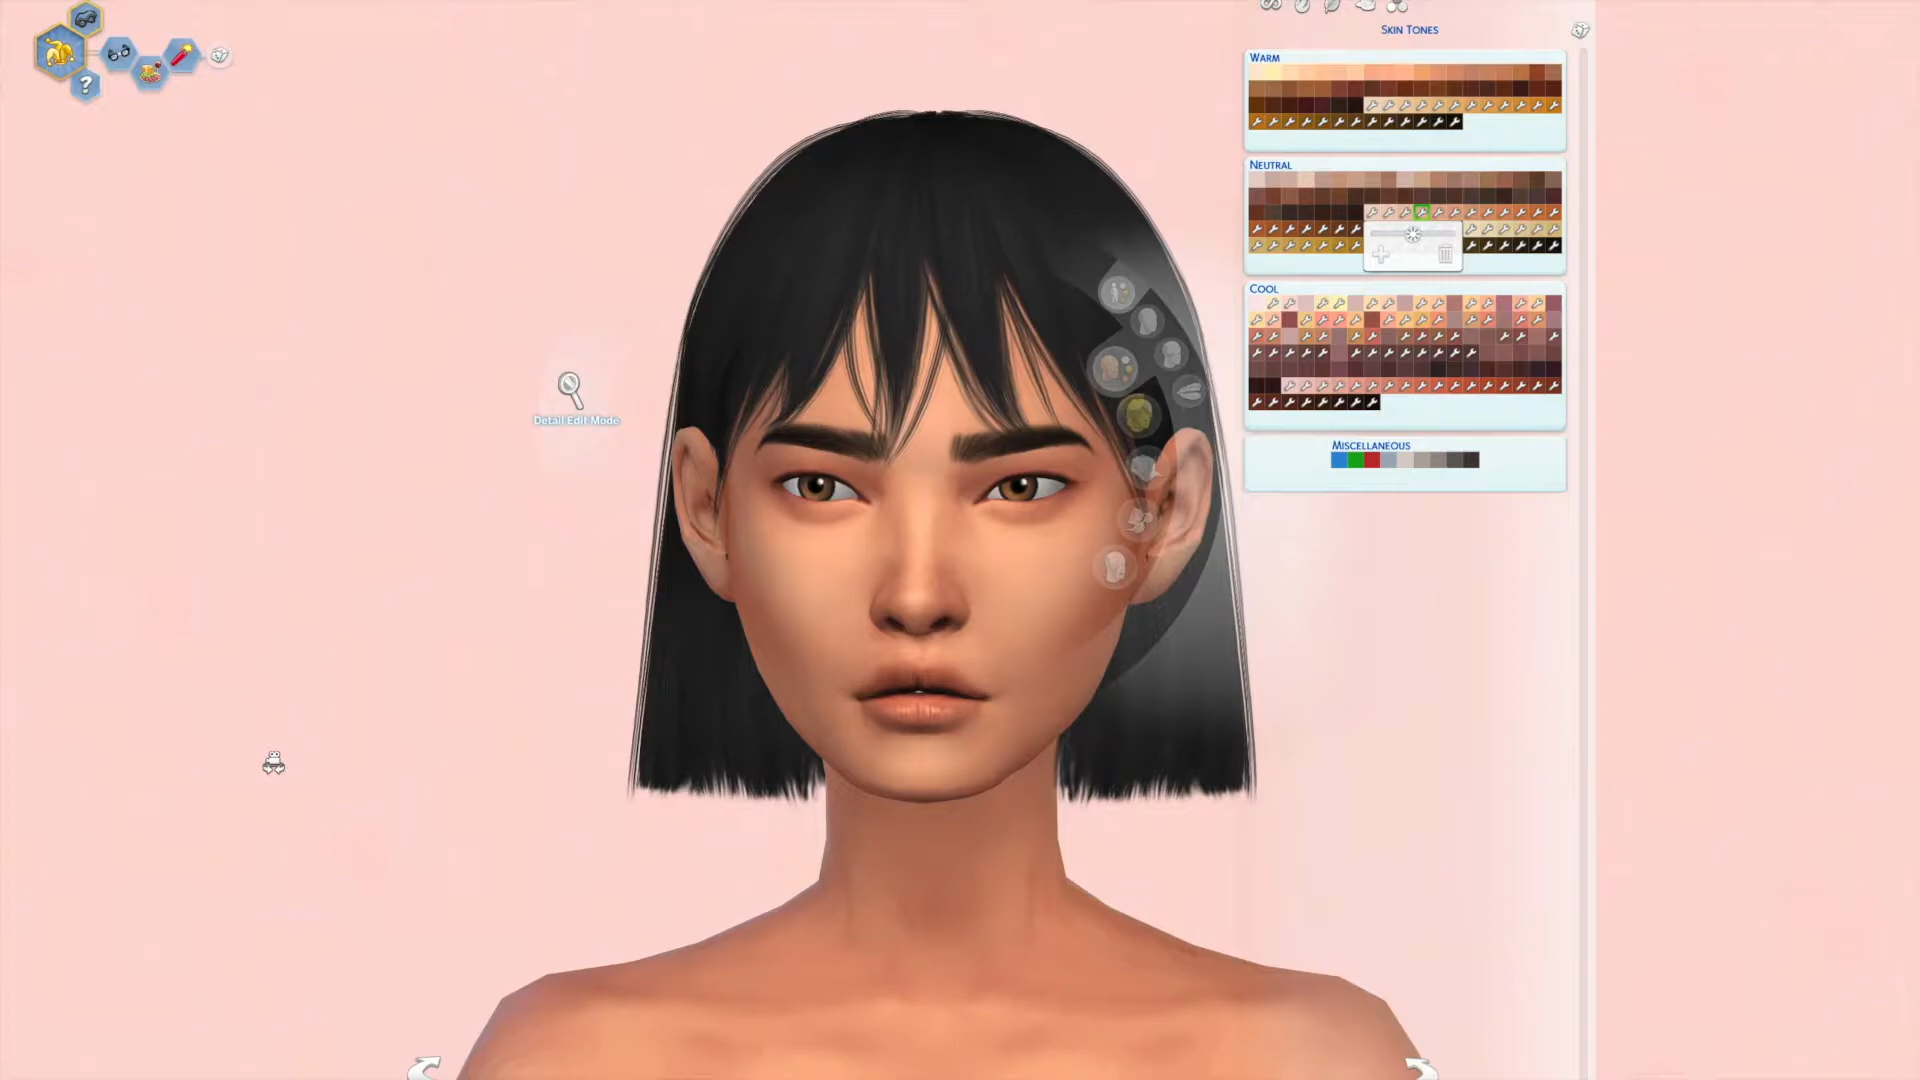 SKIN TONES
WARM
NEUTRAL
COOL
Detail Edit Mode
MISCELLANEOUS
?